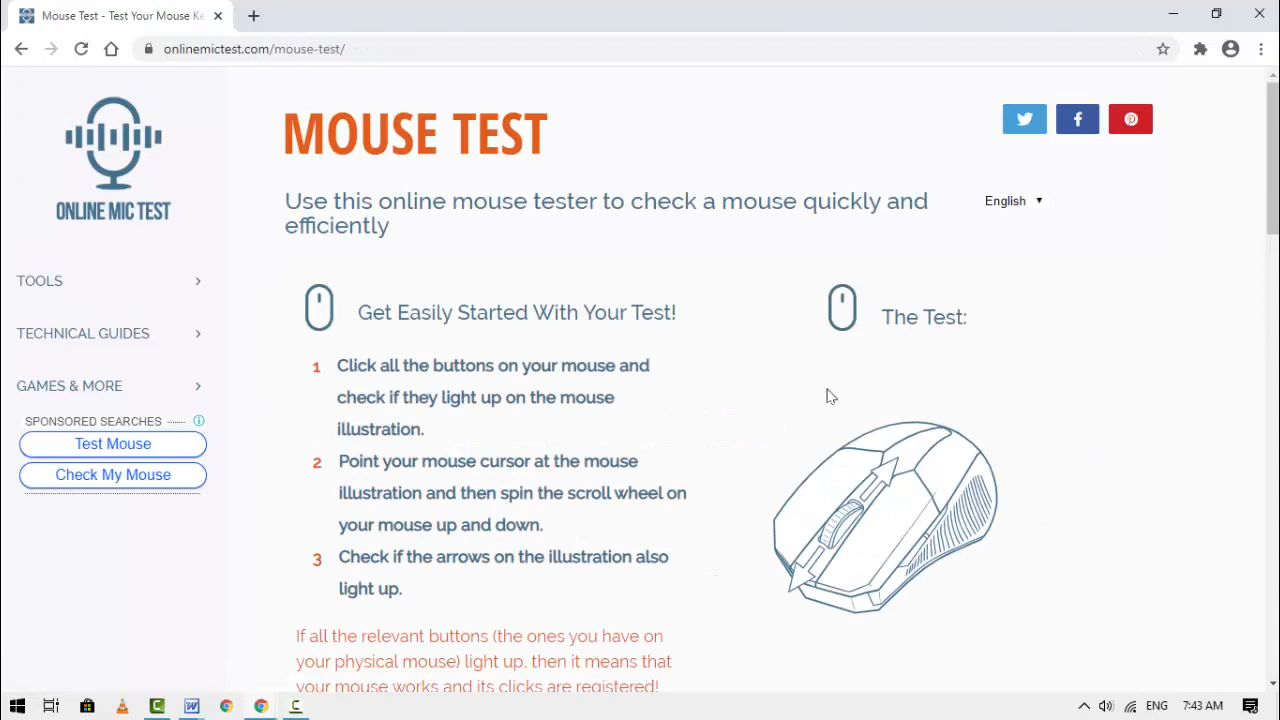 Mouse Test - Test Your Mouse Ke
onlinemictest.com/mouse-test/
ONLINE MIC TEST
TOOLS
TECHNICAL GUIDES
GAMES & MORE
SPONSORED SEARCHES
Test Mouse
Check My Mouse
MOUSE TEST
Use this online mouse tester to check a mouse quickly and
efficiently
English
Get Easily Started With Your Test!
1 Click all the buttons on your mouse and
check if they light up on the mouse
illustration.
2 Point your mouse cursor at the mouse
illustration and then spin the scroll wheel on
your mouse up and down.
3 Check if the arrows on the illustration also
light up.
If all the relevant buttons (the ones you have on
your physical mouse) light up, then it means that
your mouse works and its clicks are registered!
The Test:
ENG
7:43 AM